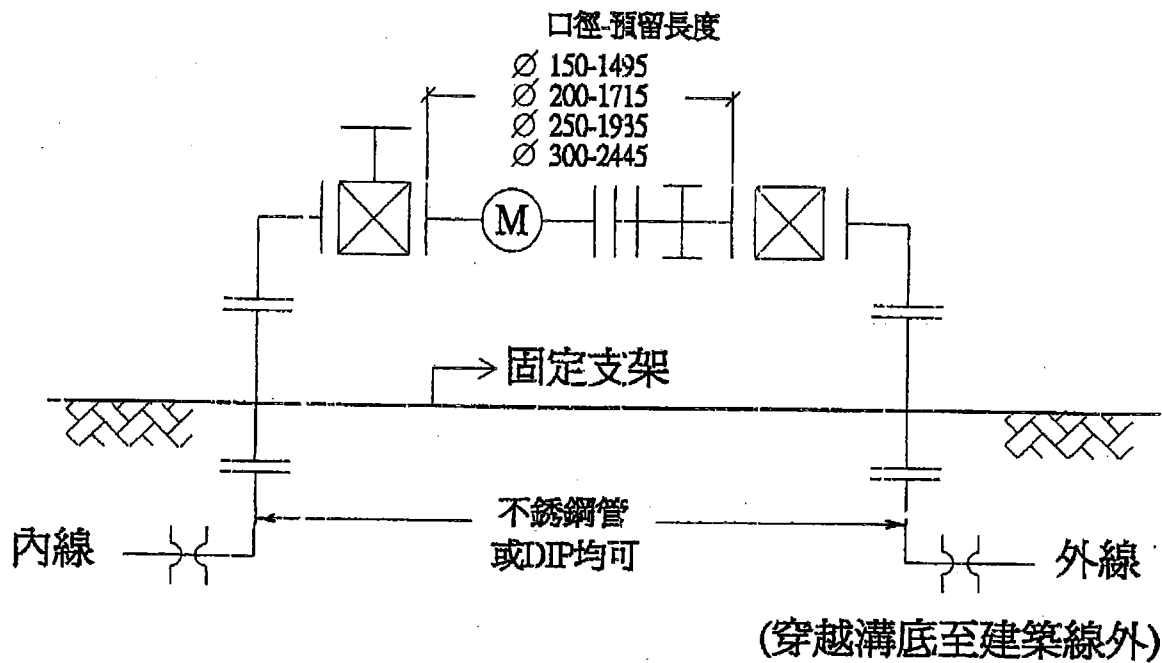 口徑-預留長度
∅ 150-1495
∅ 200-1715
∅ 250-1935
∅ 300-2445
M
固定支架
不銹鋼管
或DIP均可
內線
外線
(穿越溝底至建築線外)